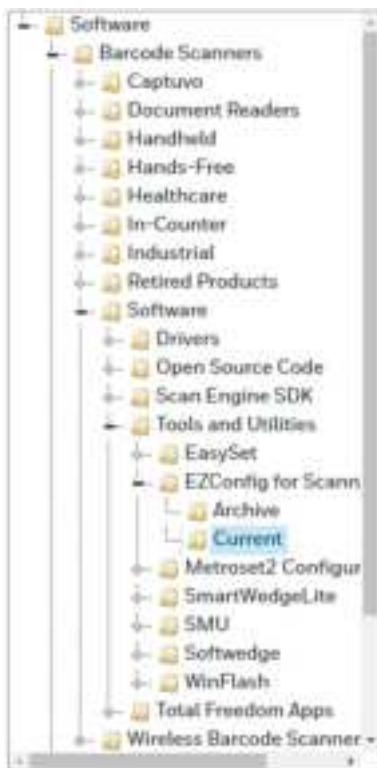 Software
Barcode Scanners
Captuvo
Document Readers
Handheld
Hands-Free
Healthcare
In-Counter
Industrial
Retired Products
Software
Drivers
Open Source Code
Scan Engine SDK
Tools and Utilities
EasySet
EZConfig for Scann
Archive
Current
Metroset2 Configur
SmartWedgeLite
SMU
Softwedge
WinFlash
Total Freedom Apps
Wireless Barcode Scanner